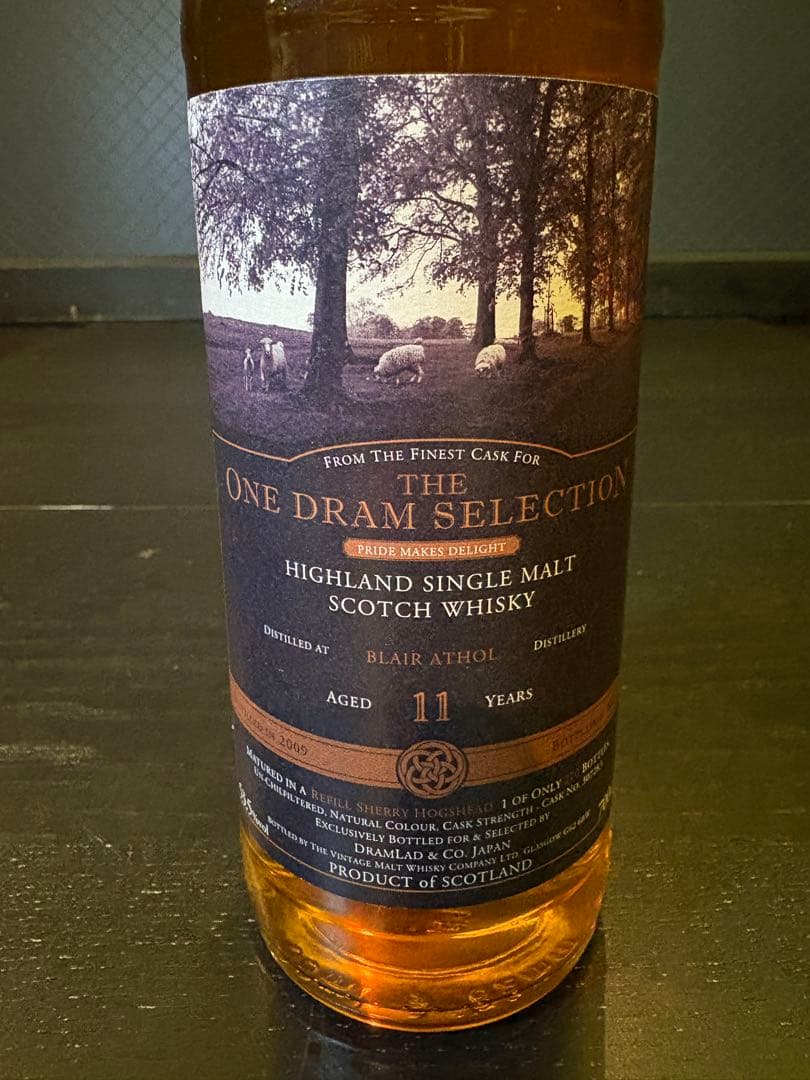 FROM THE FINEST CASK FOR
THE
ONE DRAM SELECTION
PRIDE MAKES DELIGHT
HIGHLAND SINGLE MALT
SCOTCH WHISKY
DISTILLED AT BLAIR ATHOL DISTILLERY
AGED 11 YEARS
IN 2009
MATURED IN A REFILL SHERRY HOGSHEAD, 1 OF ONLY BOTTLES.
UN-CHILFILTERED, NATURAL COLOUR, CASK STRENGTH - CASK NO.
EXCLUSIVELY BOTTLED FOR & SELECTED BY
DRAMLAD & CO. JAPAN
BOTTLED BY THE VINTAGE MALT WHISKY COMPANY LTD, GLASGOW
PRODUCT of SCOTLAND